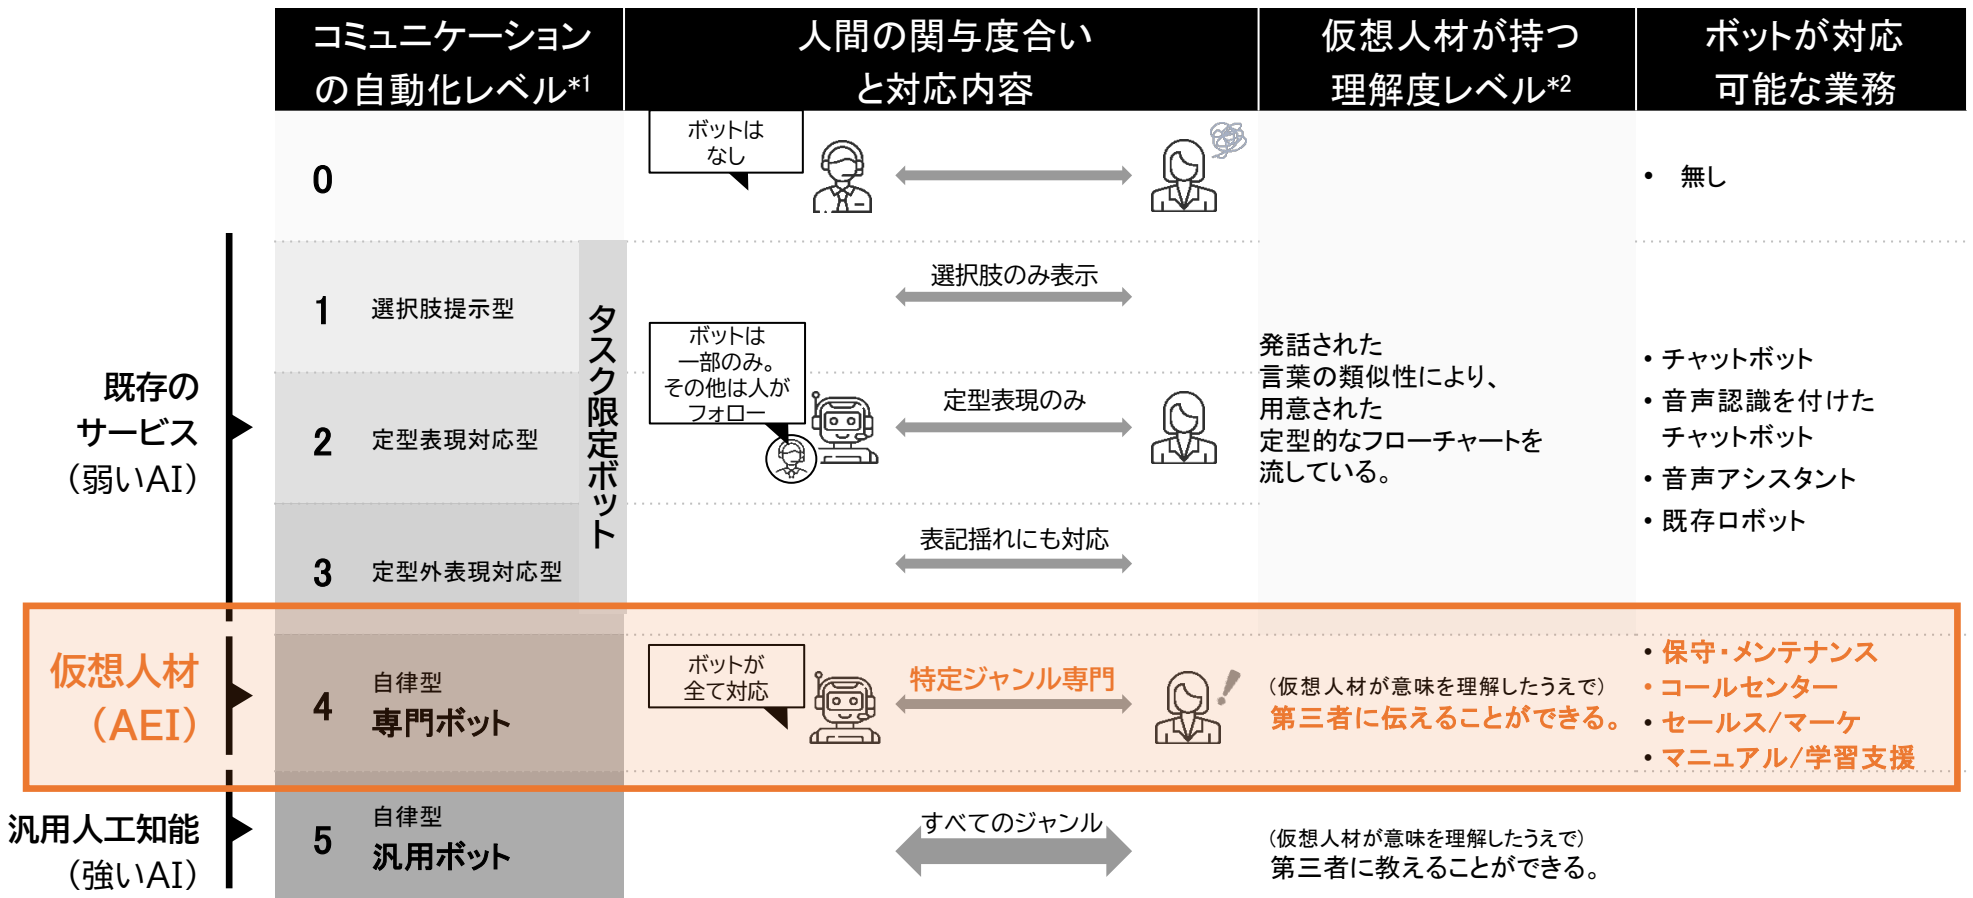 コミュニケーション
の自動化レベル*1
人間の関与度合い
と対応内容
仮想人材が持つ
理解度レベル*2
ボットが対応
可能な業務
0
ボットは
なし
• 無し
既存の
サービス
（弱いAI）
タスク限定ボット
1 選択肢提示型
選択肢のみ表示
ボットは
一部のみ。
その他は人が
フォロー
2 定型表現対応型
定型表現のみ
3 定型外表現対応型
表記揺れにも対応
発話された
言葉の類似性により、
用意された
定型的なフローチャートを
流している。
• チャットボット
• 音声認識を付けた
チャットボット
• 音声アシスタント
• 既存ロボット
仮想人材
（AEI）
4
自律型
専門ボット
ボットが
全て対応
特定ジャンル専門
（仮想人材が意味を理解したうえで）
第三者に伝えることができる。
• 保守・メンテナンス
• コールセンター
• セールス/マーケ
• マニュアル/学習支援
汎用人工知能
（強いAI）
5
自律型
汎用ボット
すべてのジャンル
（仮想人材が意味を理解したうえで）
第三者に教えることができる。